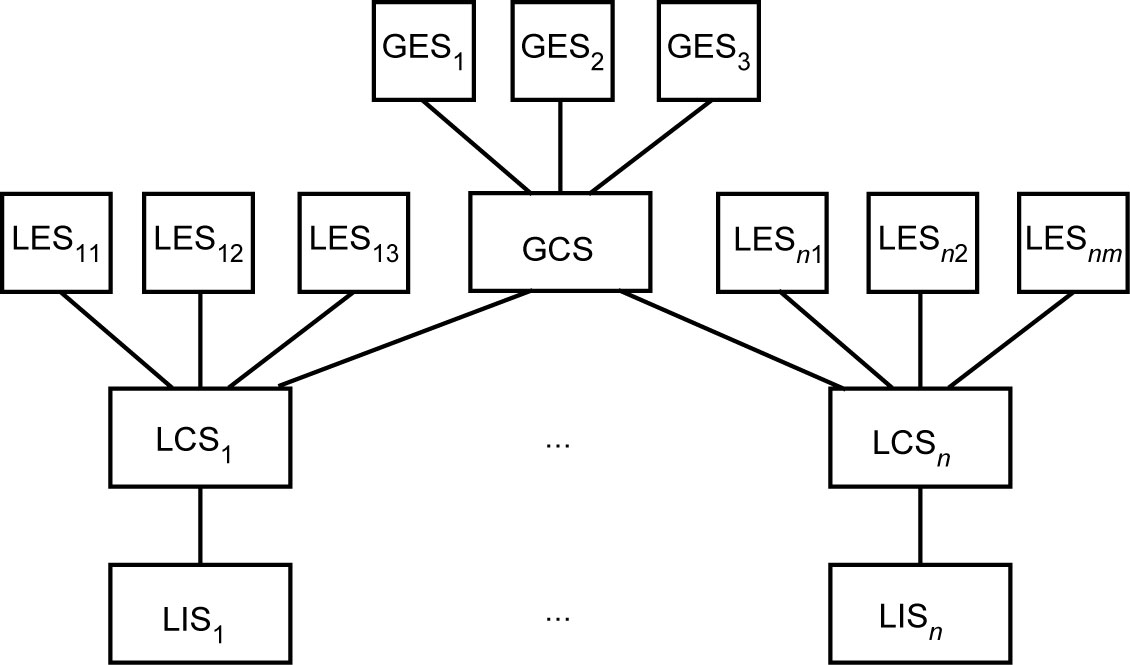 GES₁ GES₂ GES₃
LES₁₁ LES₁₂ LES₁₃ GCS LESₙ₁ LESₙ₂ LESₙₘ
LCS₁ ... LCSₙ
LIS₁ ... LISₙ